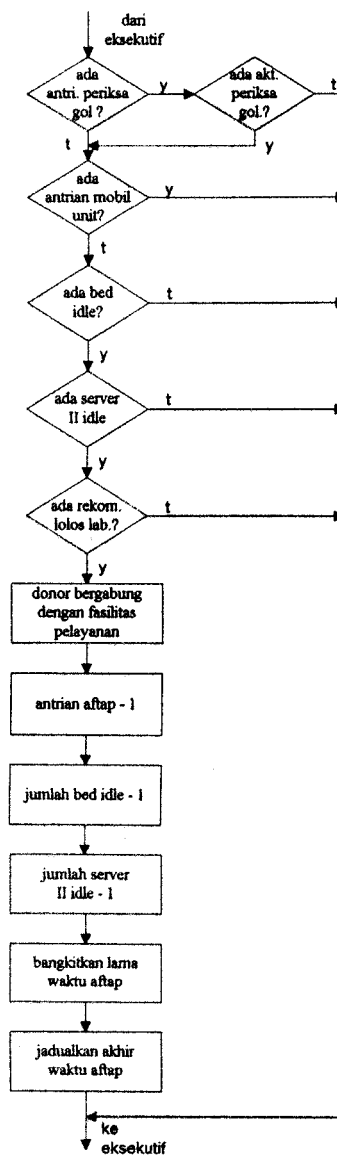 dari
eksekutif
ada
antri. periksa
gol ?
y
ada akt.
periksa
gol.?
t
t
y
ada
antrian mobil
unit?
y
t
ada bed
idle?
t
y
ada server
II idle
t
y
ada rekom.
lolos lab.?
t
y
donor bergabung
dengan fasilitas
pelayanan
antrian aftap - 1
jumlah bed idle - 1
jumlah server
II idle - 1
bangkitkan lama
waktu aftap
jadualkan akhir
waktu aftap
ke
eksekutif